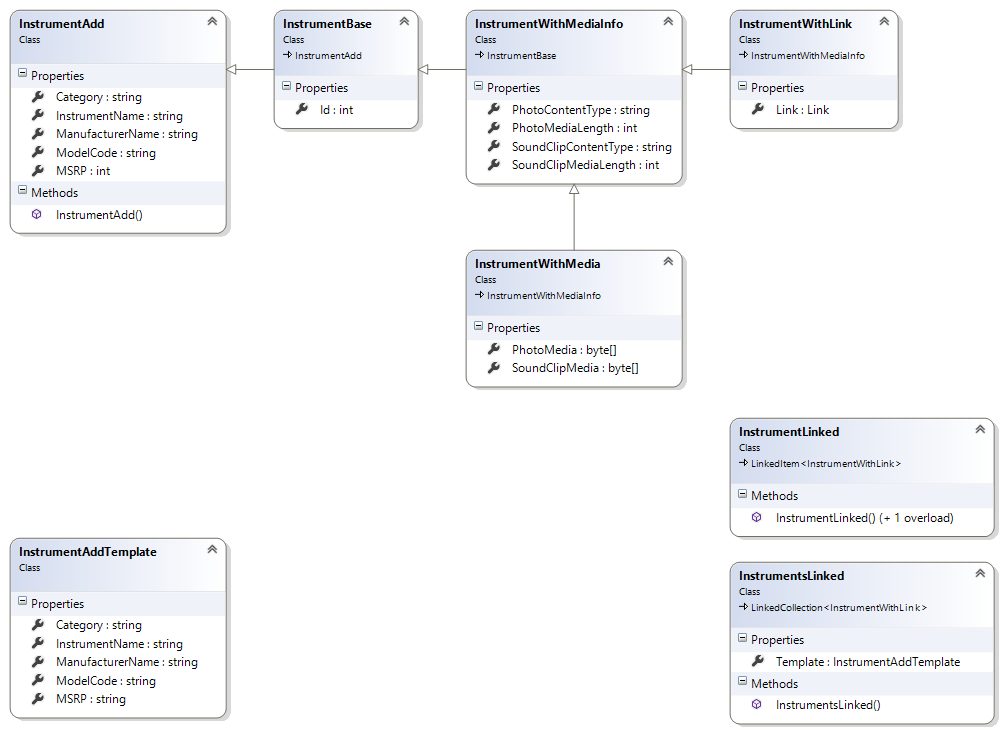 InstrumentAdd
Class
Properties
Category : string
InstrumentName : string
ManufacturerName : string
ModelCode : string
MSRP : int
Methods
InstrumentAdd()
InstrumentBase
Class
InstrumentAdd
Properties
Id : int
InstrumentWithMediaInfo
Class
InstrumentBase
Properties
PhotoContentType : string
PhotoMediaLength : int
SoundClipContentType : string
SoundClipMediaLength : int
InstrumentWithLink
Class
InstrumentWithMediaInfo
Properties
Link : Link
InstrumentWithMedia
Class
InstrumentWithMediaInfo
Properties
PhotoMedia : byte[]
SoundClipMedia : byte[]
InstrumentLinked
Class
LinkedItem<InstrumentWithLink>
Methods
InstrumentLinked() (+ 1 overload)
InstrumentAddTemplate
Class
Properties
Category : string
InstrumentName : string
ManufacturerName : string
ModelCode : string
MSRP : string
InstrumentsLinked
Class
LinkedCollection<InstrumentWithLink>
Properties
Template : InstrumentAddTemplate
Methods
InstrumentsLinked()